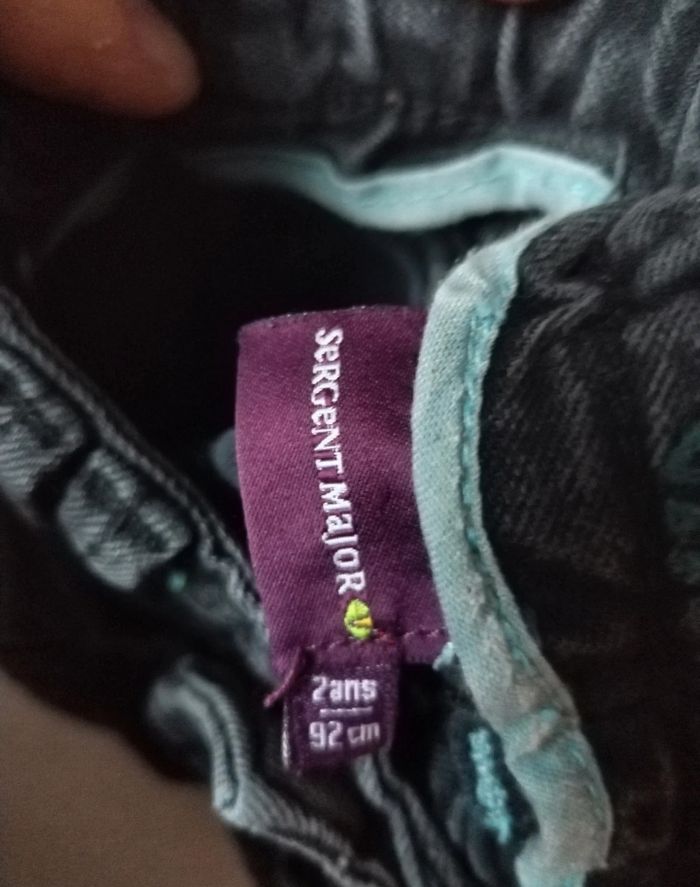 SeRGeNT MajoR
2ans
92 cm